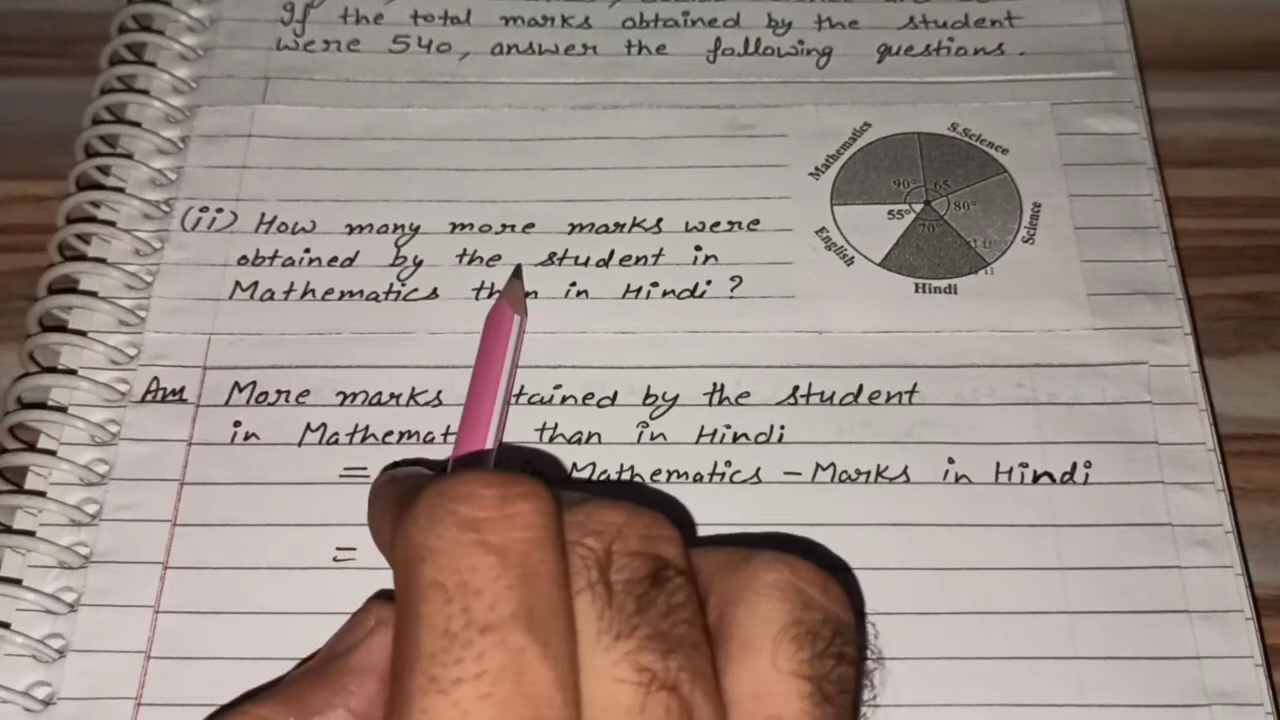 If the total marks obtained by the student
were 540, answer the following questions.
(ii) How many more marks were
obtained by the student in
Mathematics than in Hindi?
Mathematics
S.Science
Science
Hindi
English
90°
65
80°
70°
55°
Ans More marks tained by the student
in Mathemat than in Hindi
= in Mathematics - Marks in Hindi
=